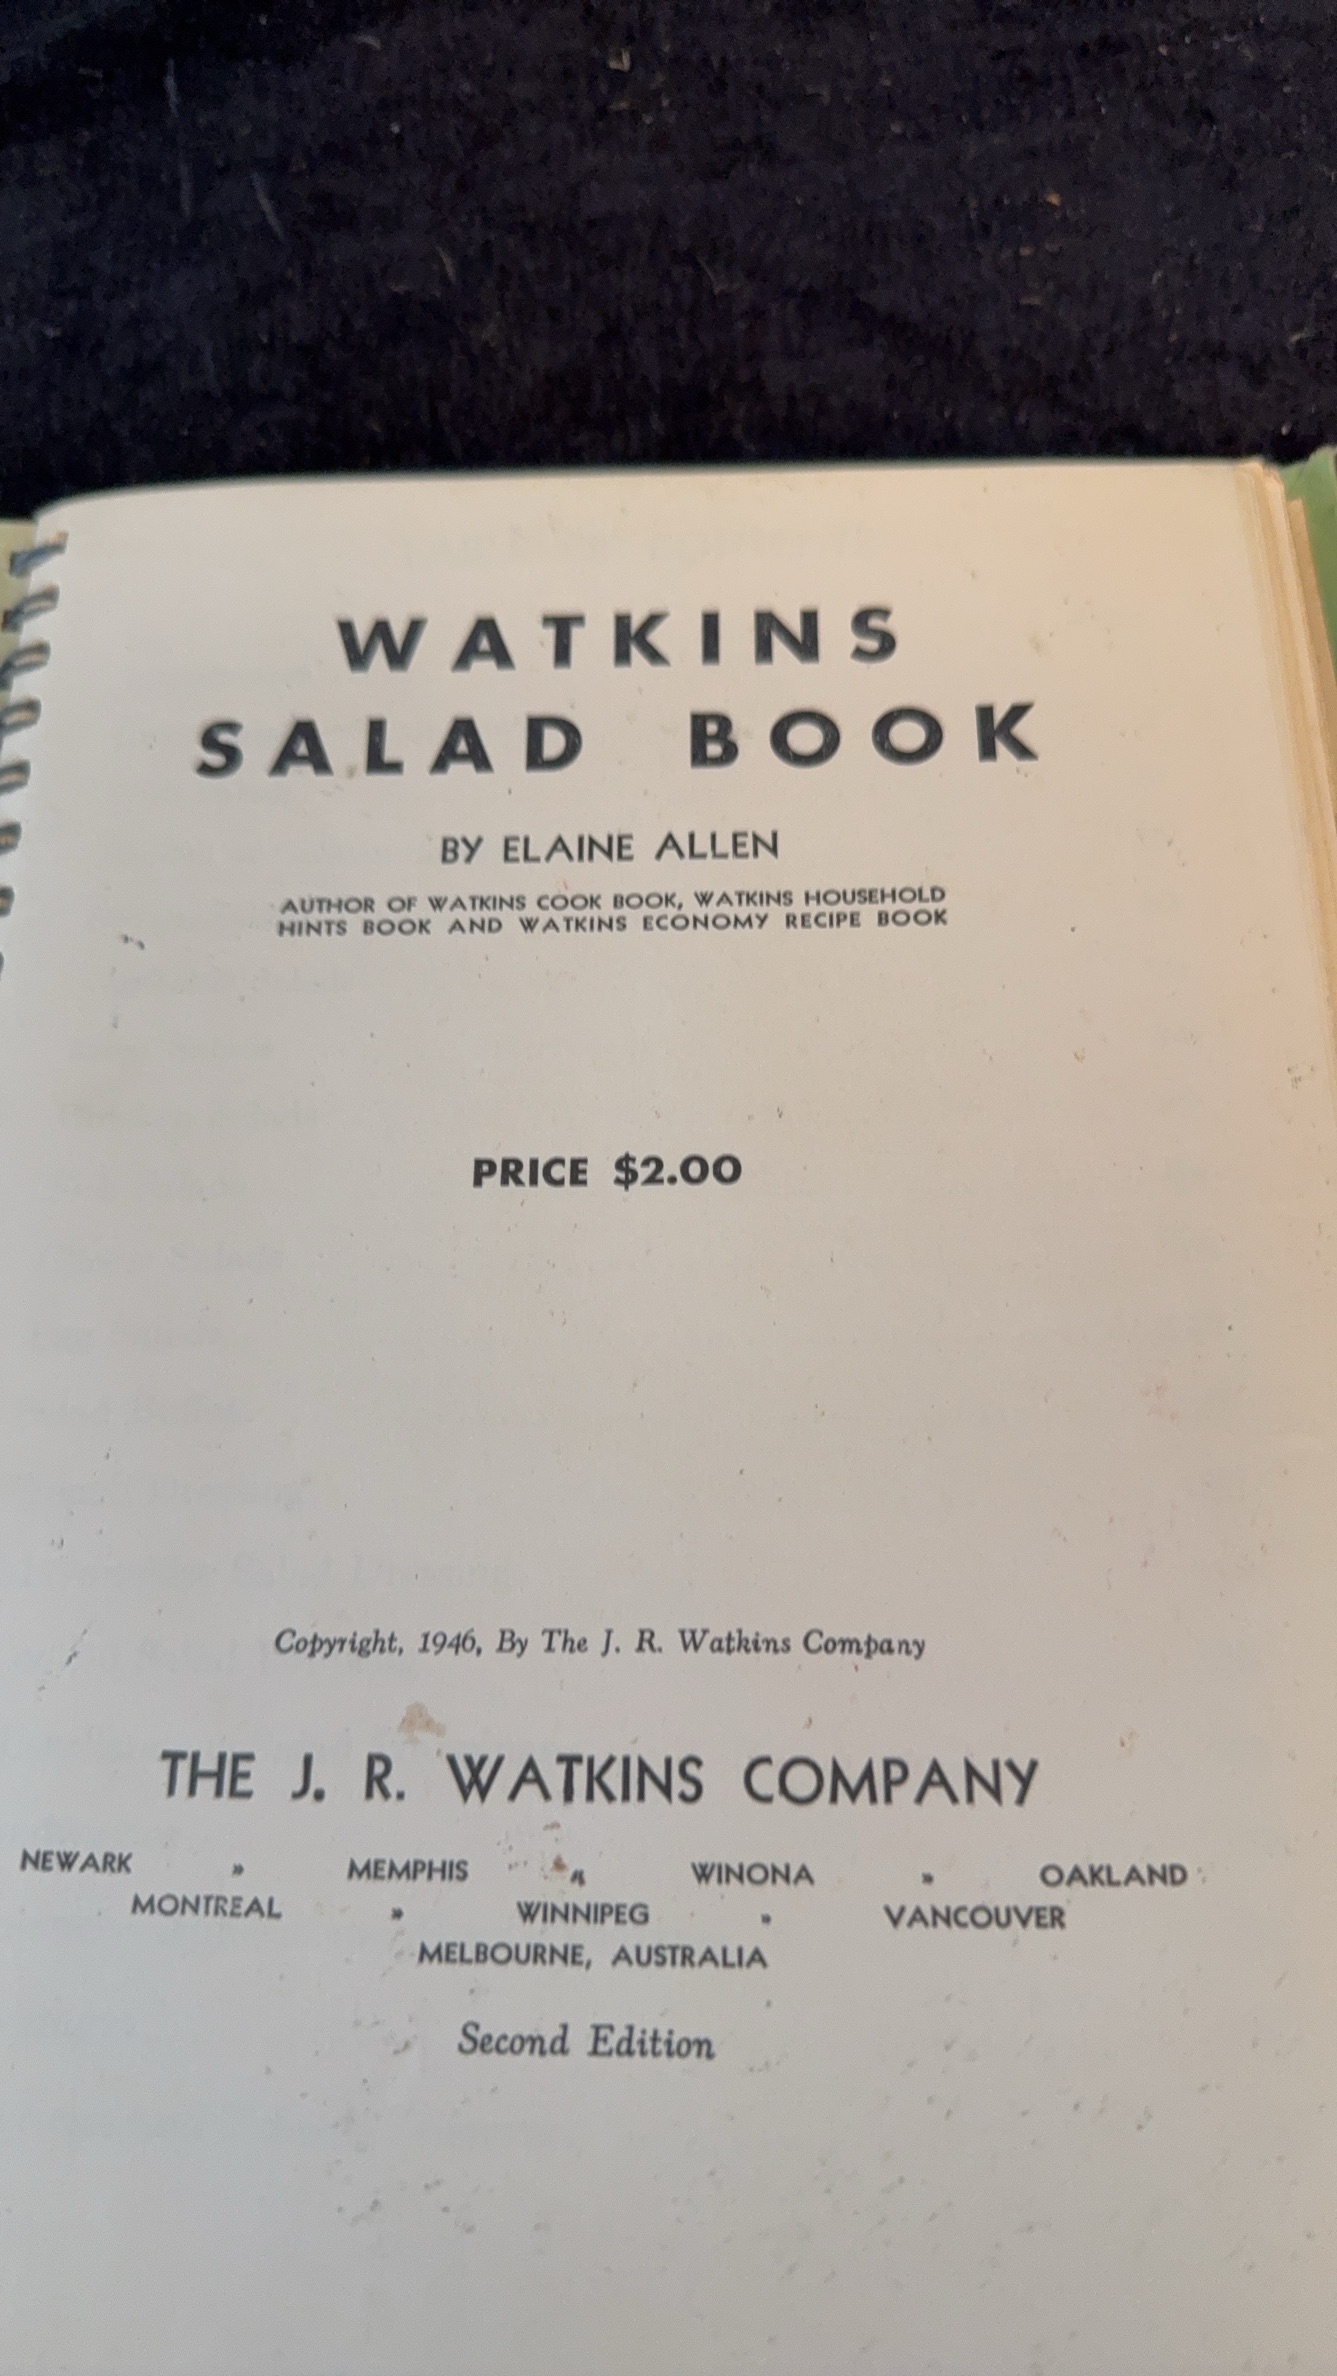 WATKINS
SALAD BOOK
BY ELAINE ALLEN
AUTHOR OF WATKINS COOK BOOK, WATKINS HOUSEHOLD
HINTS BOOK AND WATKINS ECONOMY RECIPE BOOK
PRICE $2.00
Copyright, 1946, By The J. R. Watkins Company
THE J. R. WATKINS COMPANY
NEWARK » MEMPHIS » WINONA » OAKLAND
MONTREAL » WINNIPEG » VANCOUVER
MELBOURNE, AUSTRALIA
Second Edition